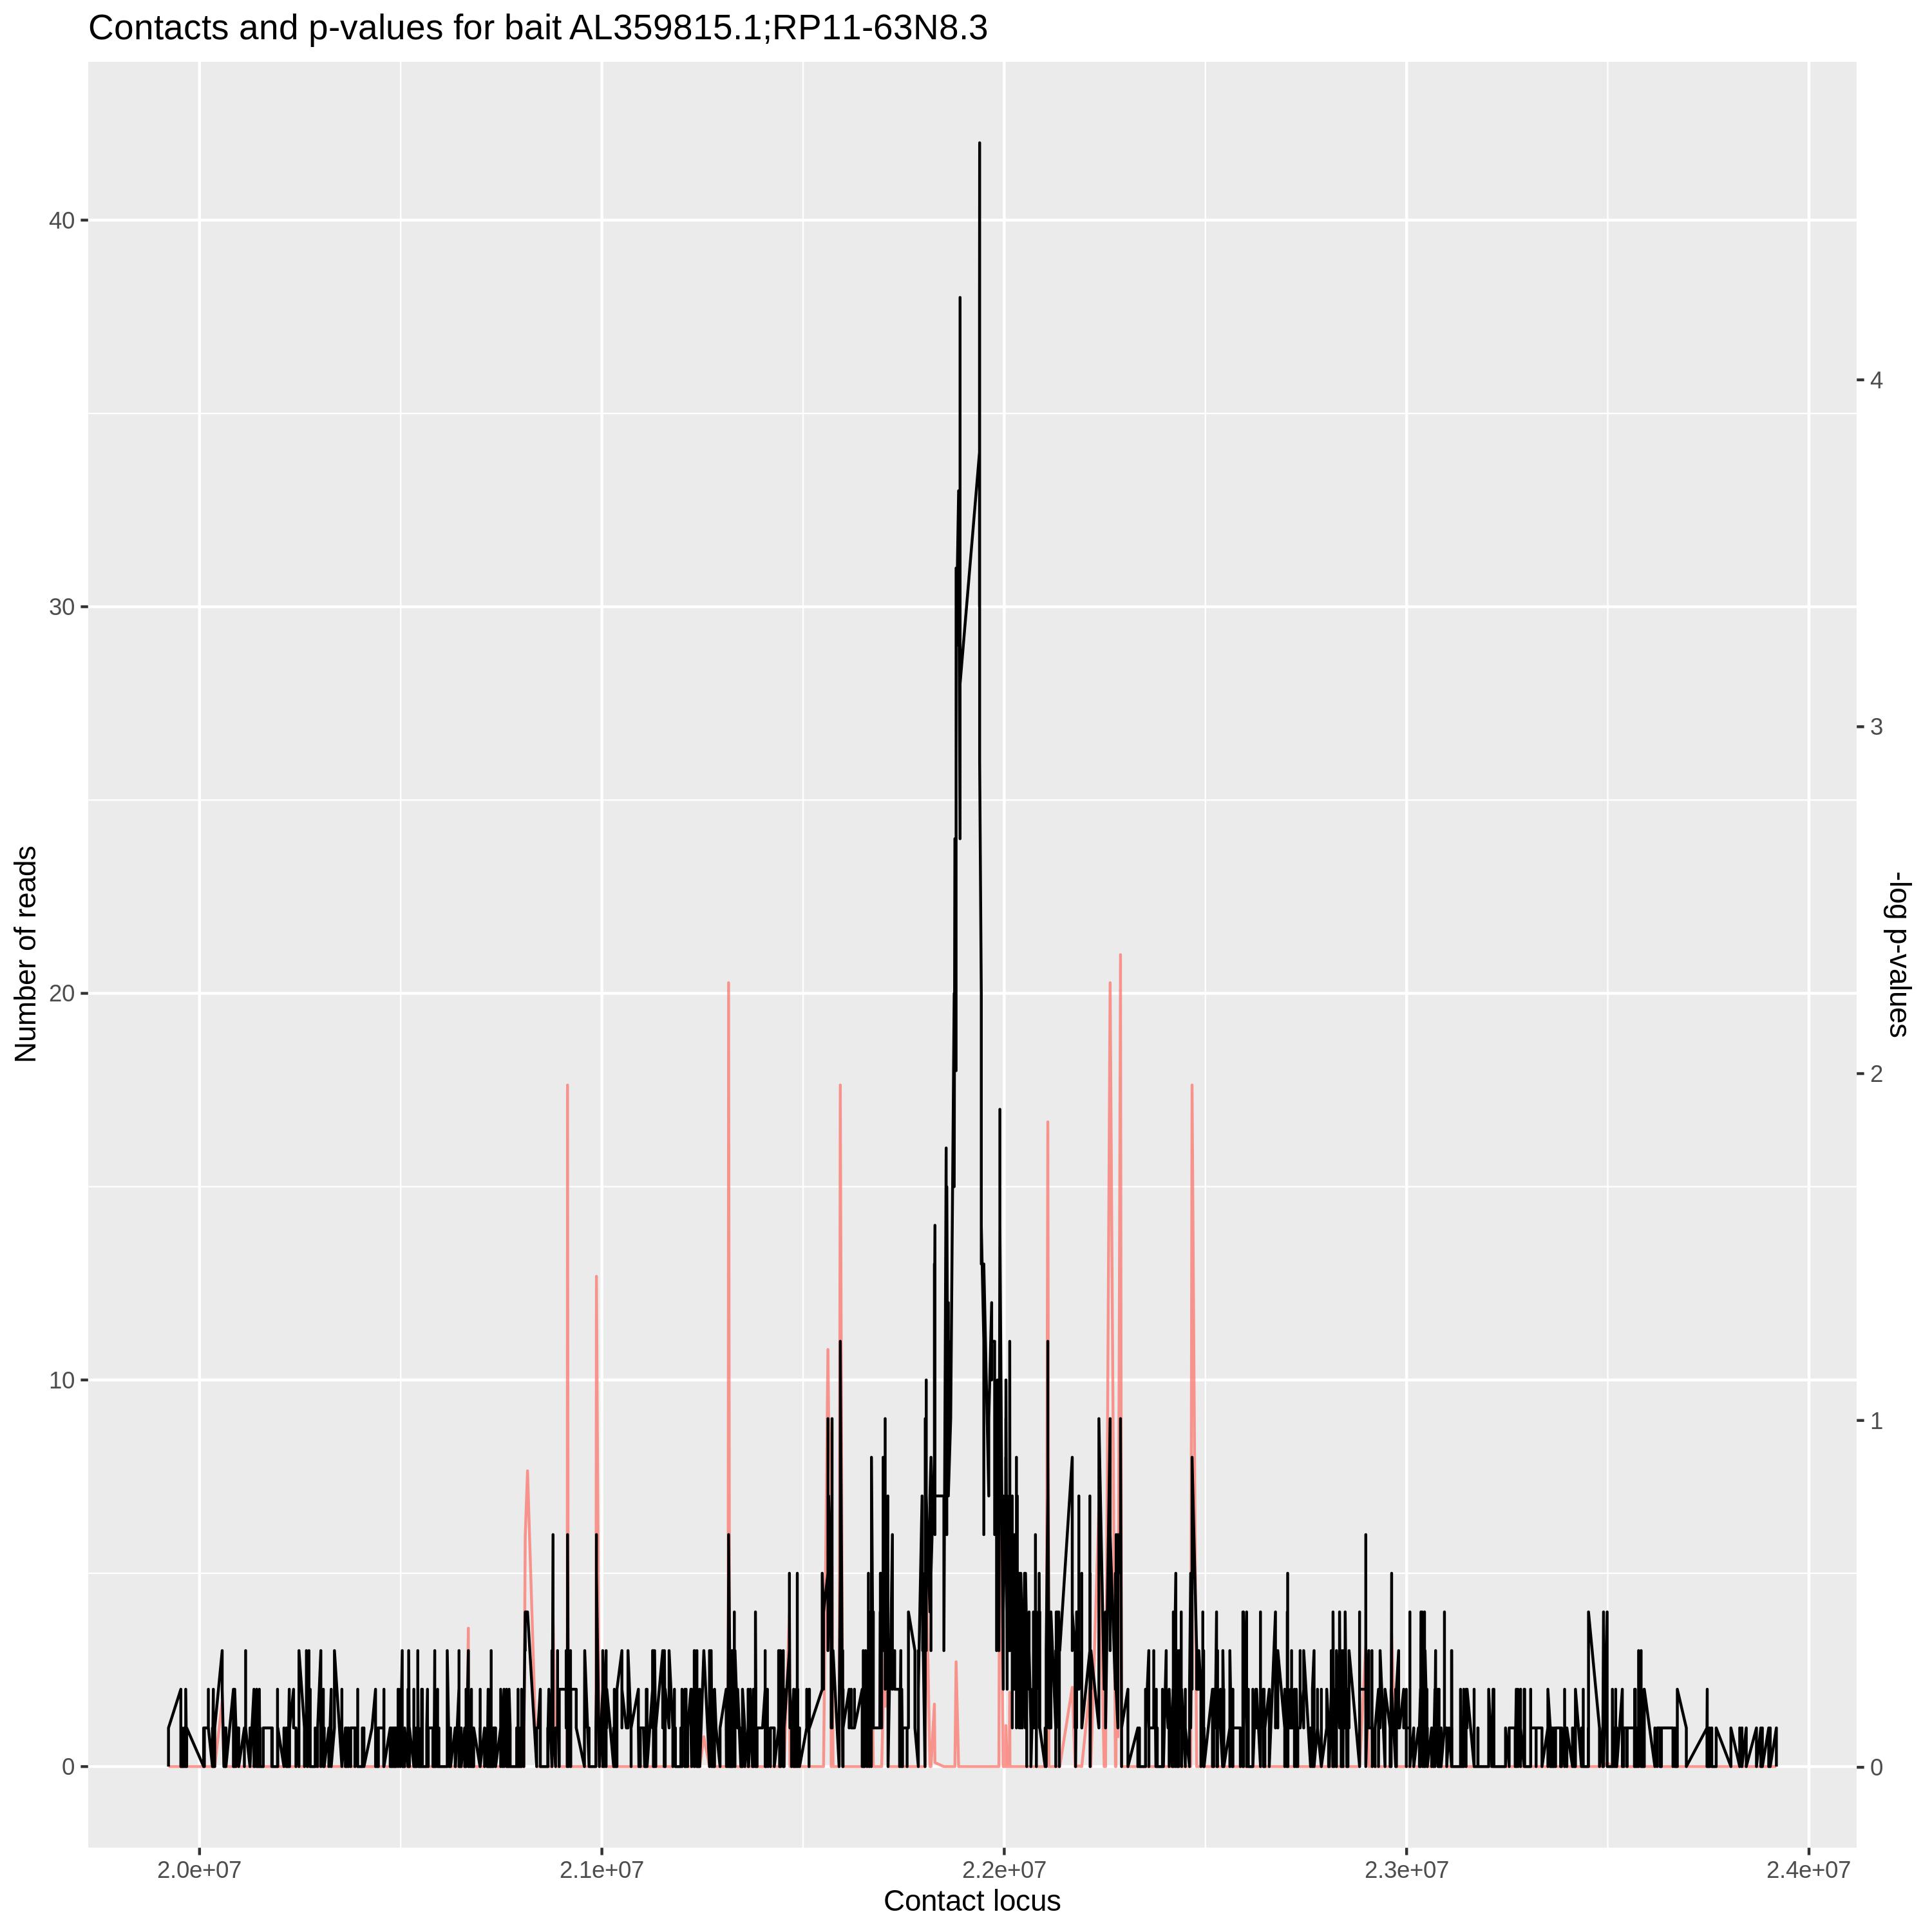 Contacts and p-values for bait AL359815.1;RP11-63N8.3
40
30
20
10
0
Number of reads
4
3
2
1
0
-log p-values
2.0e+07 2.1e+07 2.2e+07 2.3e+07 2.4e+07
Contact locus